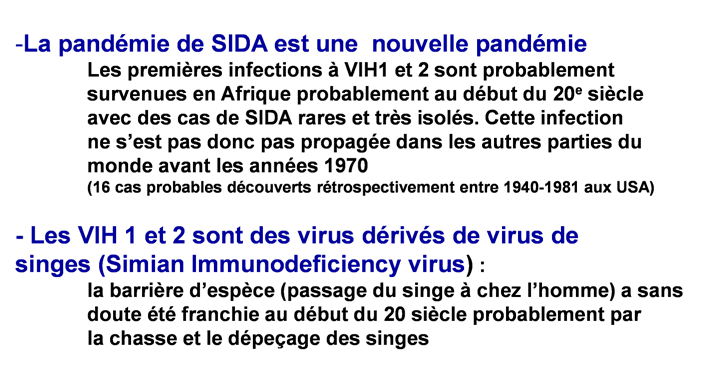 -La pandémie de SIDA est une  nouvelle pandémie
Les premières infections à VIH1 et 2 sont probablement
survenues en Afrique probablement au début du 20e siècle
avec des cas de SIDA rares et très isolés. Cette infection
ne s’est pas donc pas propagée dans les autres parties du
monde avant les années 1970
(16 cas probables découverts rétrospectivement entre 1940-1981 aux USA)
- Les VIH 1 et 2 sont des virus dérivés de virus de
singes (Simian Immunodeficiency virus) :
la barrière d’espèce (passage du singe à chez l’homme) a sans
doute été franchie au début du 20 siècle probablement par
la chasse et le dépeçage des singes